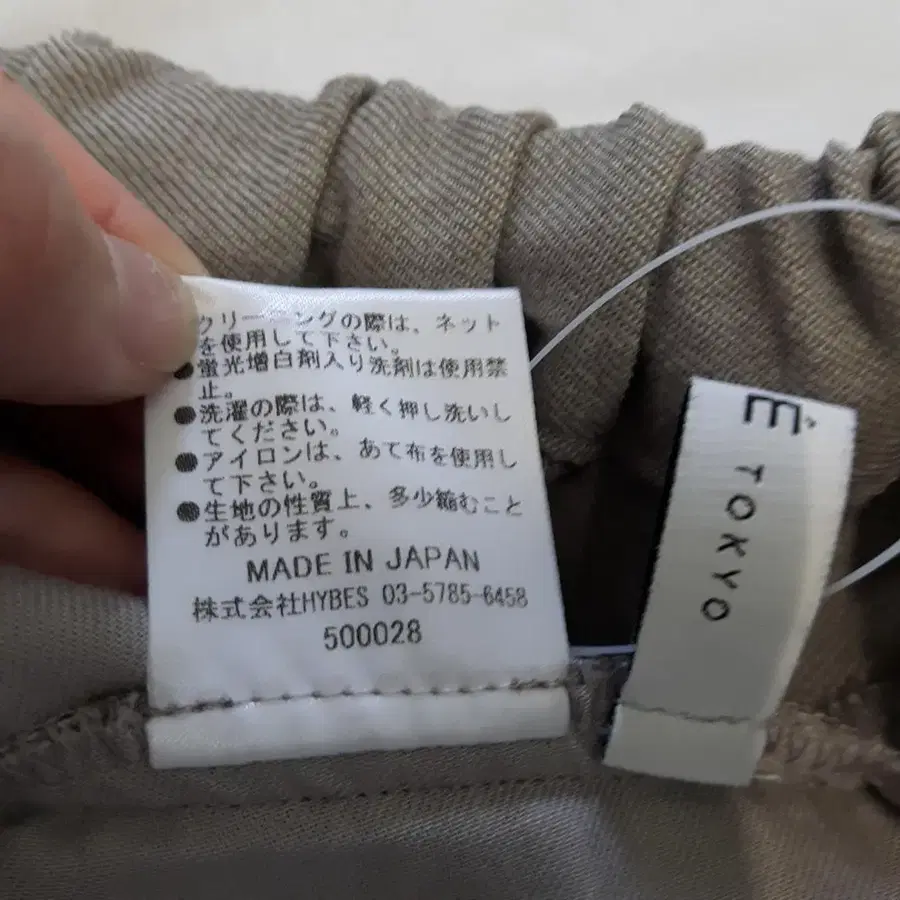 クリーニングの際は、ネット
を使用して下さい。
●蛍光増白剤入り洗剤は使用禁
止。
●洗濯の際は、軽く押し洗いし
てください。
●アイロンは、あて布を使用し
て下さい。
●生地の性質上、多少縮むこと
があります。
MADE IN JAPAN
株式会社HYBES 03-5785-6458
500028
Ê
TOKYO